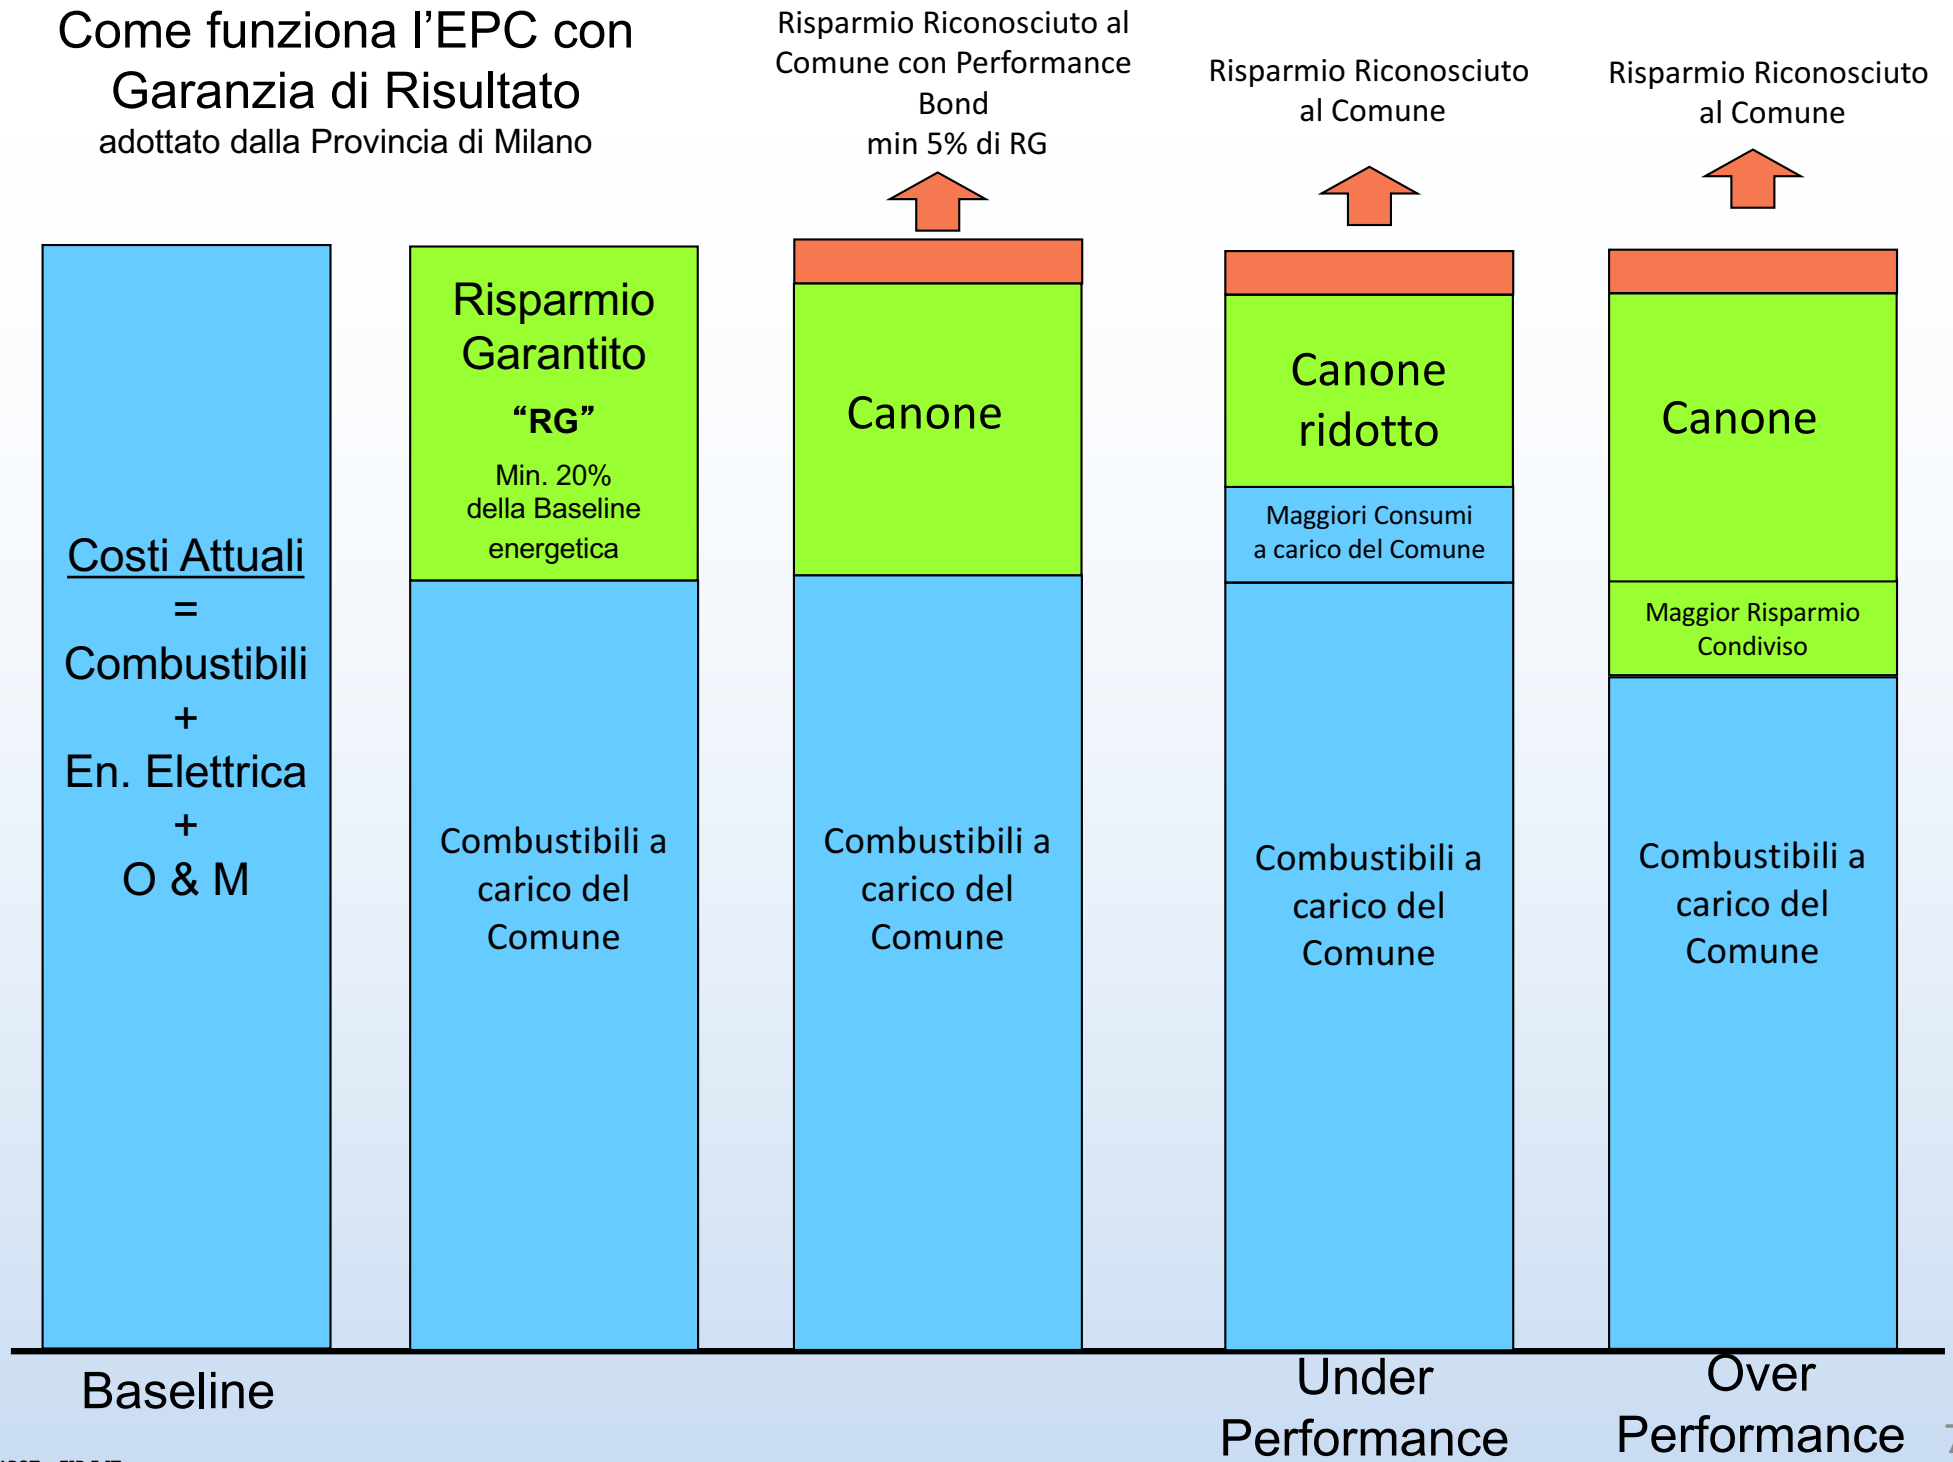 Come funziona l’EPC con
Garanzia di Risultato
adottato dalla Provincia di Milano
Risparmio Riconosciuto al
Comune con Performance
Bond
min 5% di RG
Risparmio Riconosciuto
al Comune
Risparmio Riconosciuto
al Comune
Costi Attuali
=
Combustibili
+
En. Elettrica
+
O & M
Risparmio
Garantito
“RG”
Min. 20%
della Baseline
energetica
Combustibili a
carico del
Comune
Canone
Combustibili a
carico del
Comune
Canone
ridotto
Maggiori Consumi
a carico del Comune
Combustibili a
carico del
Comune
Canone
Maggior Risparmio
Condiviso
Combustibili a
carico del
Comune
Baseline
Under
Performance
Over
Performance
7